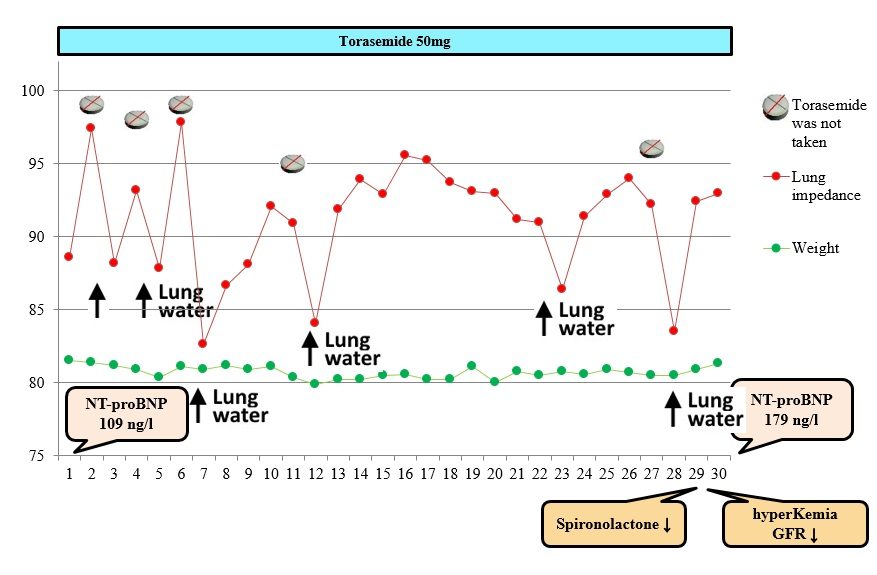 Torasemide 50mg
100
95
90
85
80
75
Torasemide
was not
taken
Lung
impedance
Weight
Lung
water
Lung
water
Lung
water
Lung
water
Lung
water
NT-proBNP
109 ng/l
NT-proBNP
179 ng/l
1 2 3 4 5 6 7 8 9 10 11 12 13 14 15 16 17 18 19 20 21 22 23 24 25 26 27 28 29 30
Spironolactone ↓
hyperKemia
GFR ↓